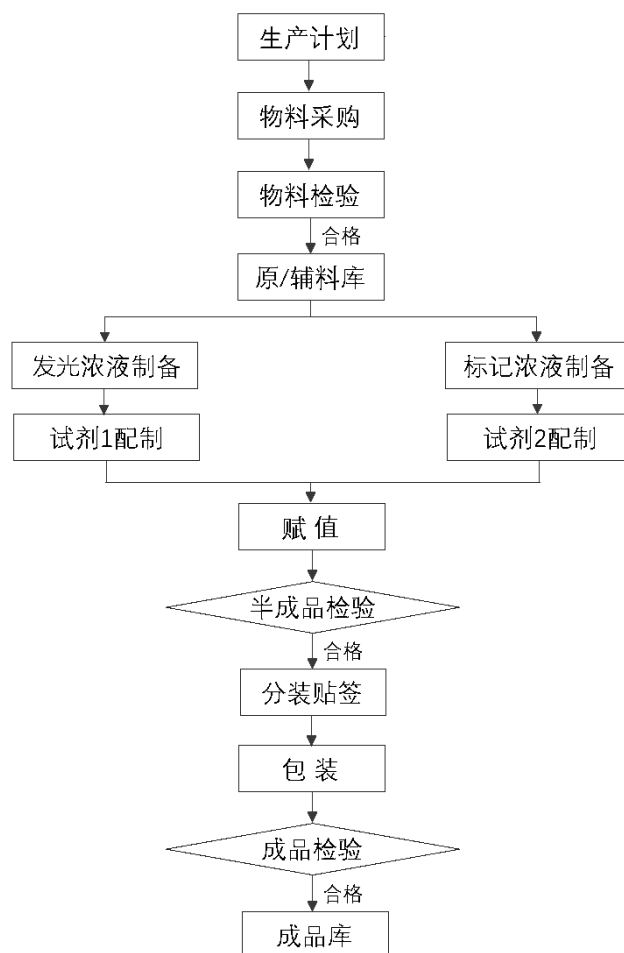 生产计划
物料采购
物料检验
合格
原/辅料库
发光浓液制备
标记浓液制备
试剂1配制
试剂2配制
赋 值
半成品检验
合格
分装贴签
包 装
成品检验
合格
成品库